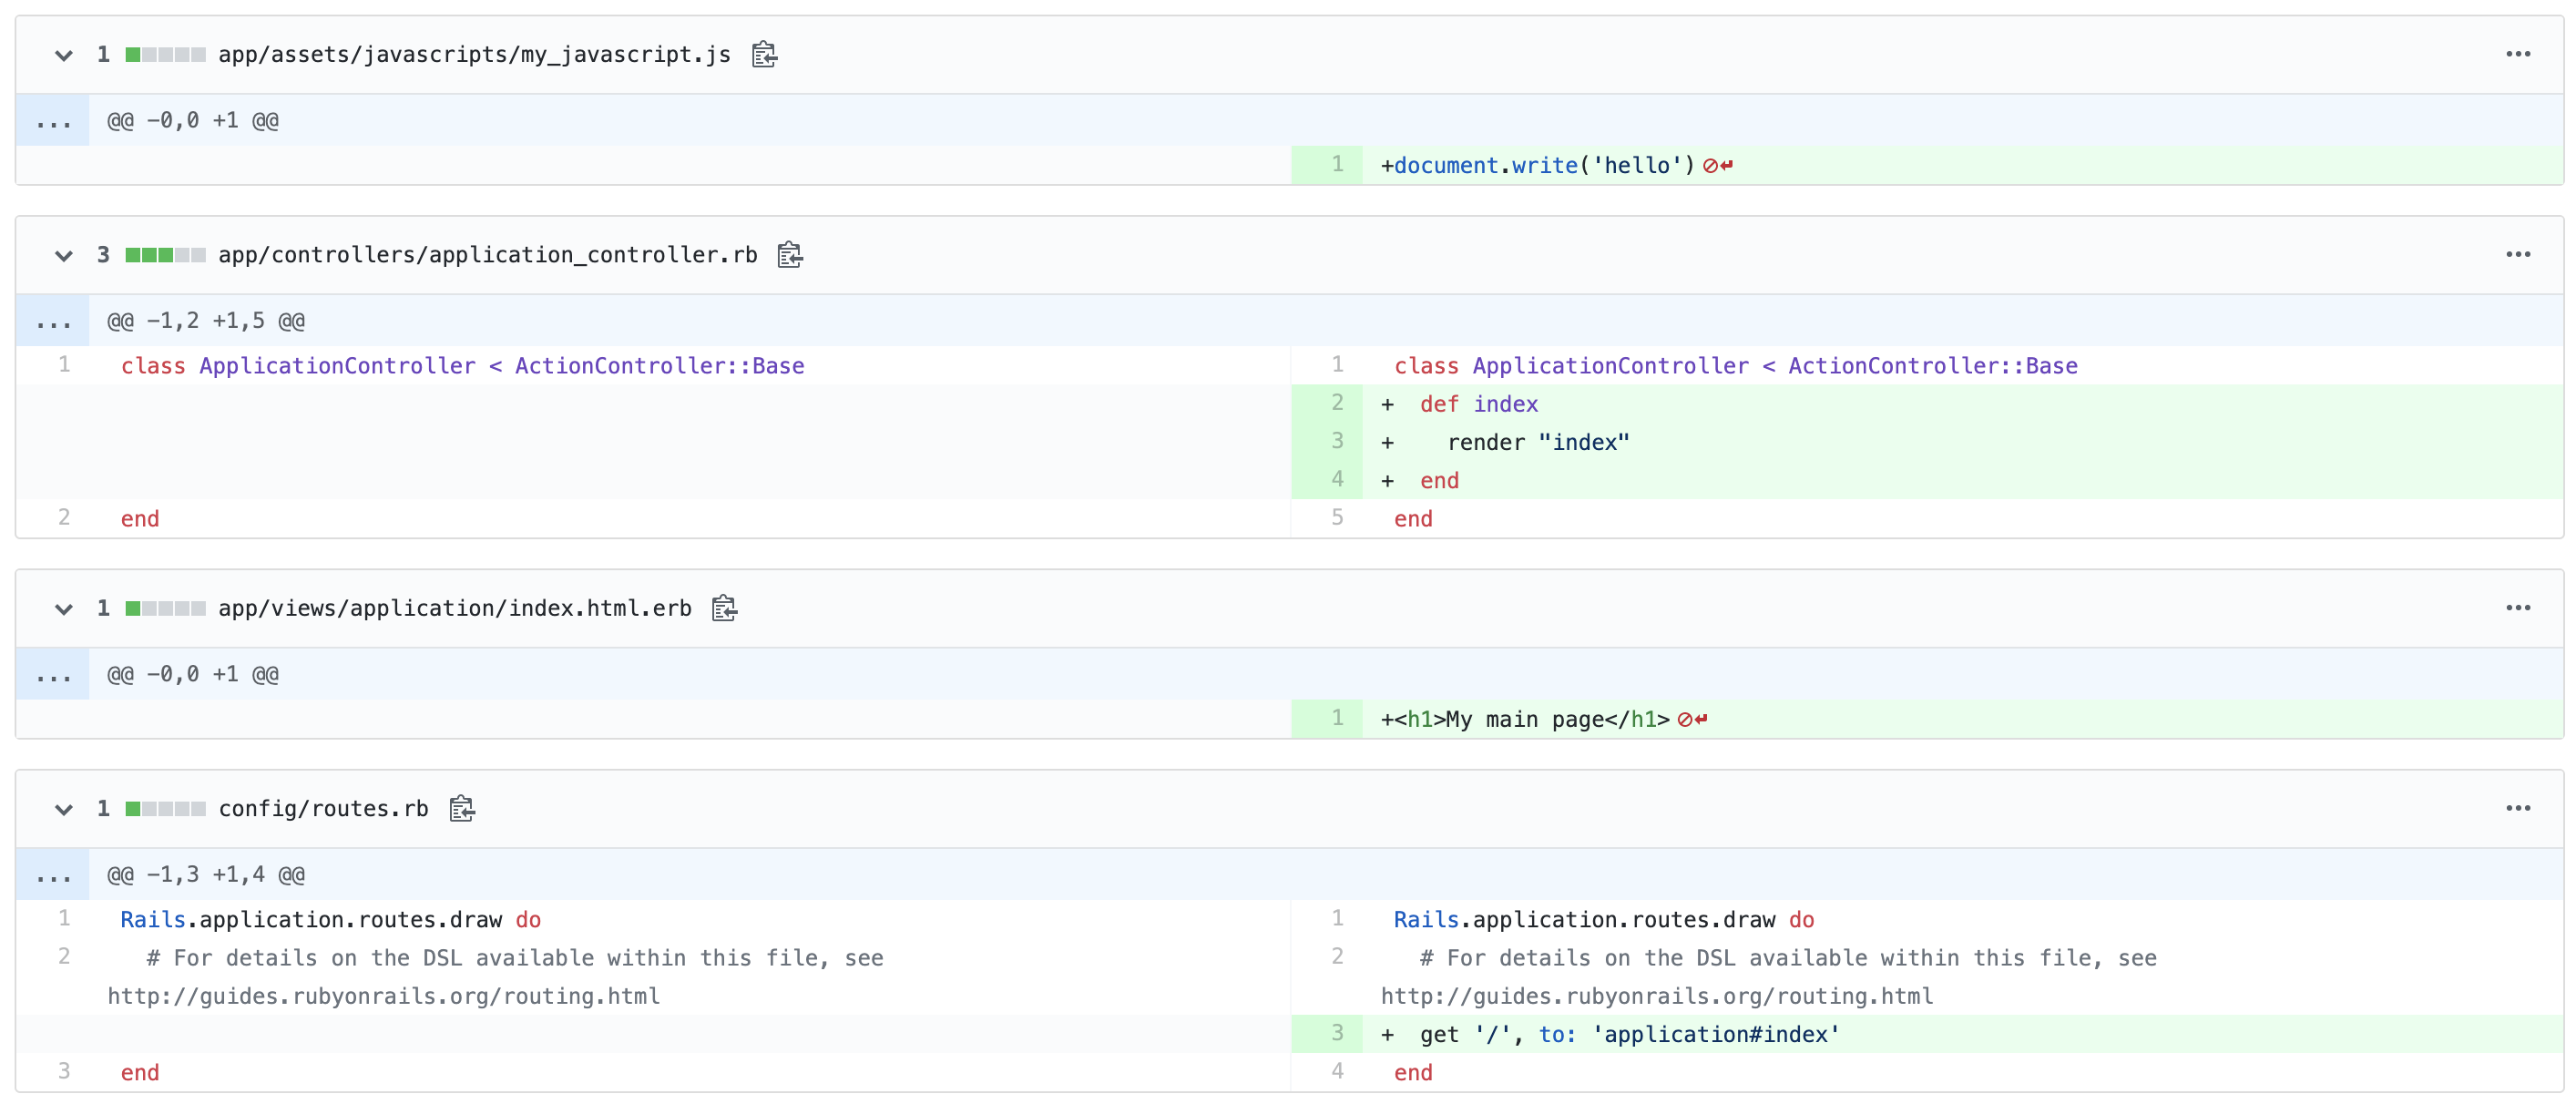 1 app/assets/javascripts/my_javascript.js
... @@ -0,0 +1 @@
1 +document.write('hello')
3 app/controllers/application_controller.rb
... @@ -1,2 +1,5 @@
1 class ApplicationController < ActionController::Base 1 class ApplicationController < ActionController::Base
2 +  def index
3 +    render "index"
4 +  end
2 end 5 end
1 app/views/application/index.html.erb
... @@ -0,0 +1 @@
1 +<h1>My main page</h1>
1 config/routes.rb
... @@ -1,3 +1,4 @@
1 Rails.application.routes.draw do 1 Rails.application.routes.draw do
2   # For details on the DSL available within this file, see 2   # For details on the DSL available within this file, see
http://guides.rubyonrails.org/routing.html http://guides.rubyonrails.org/routing.html
3 +  get '/', to: 'application#index'
3 end 4 end